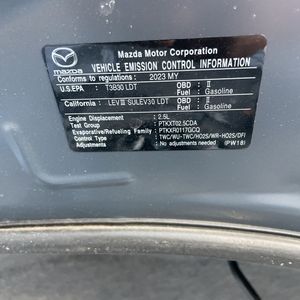 mazda
Mazda Motor Corporation
VEHICLE EMISSION CONTROL INFORMATION
Conforms to regulations : 2023 MY
U.S.EPA : T3B30 LDT OBD : II
Fuel : Gasoline
California : LEVIII SULEV30 LDT OBD : II
Fuel : Gasoline
Engine Displacement : 2.5L
Test Group : PTKXT02.5CDA
Evaporative/Refueling Family : PTKXR0117GCQ
Control Type : TWC/WU-TWC/HO2S/WR-HO2S/DFI
Adjustments : No Adjustments (PW18)
Needed